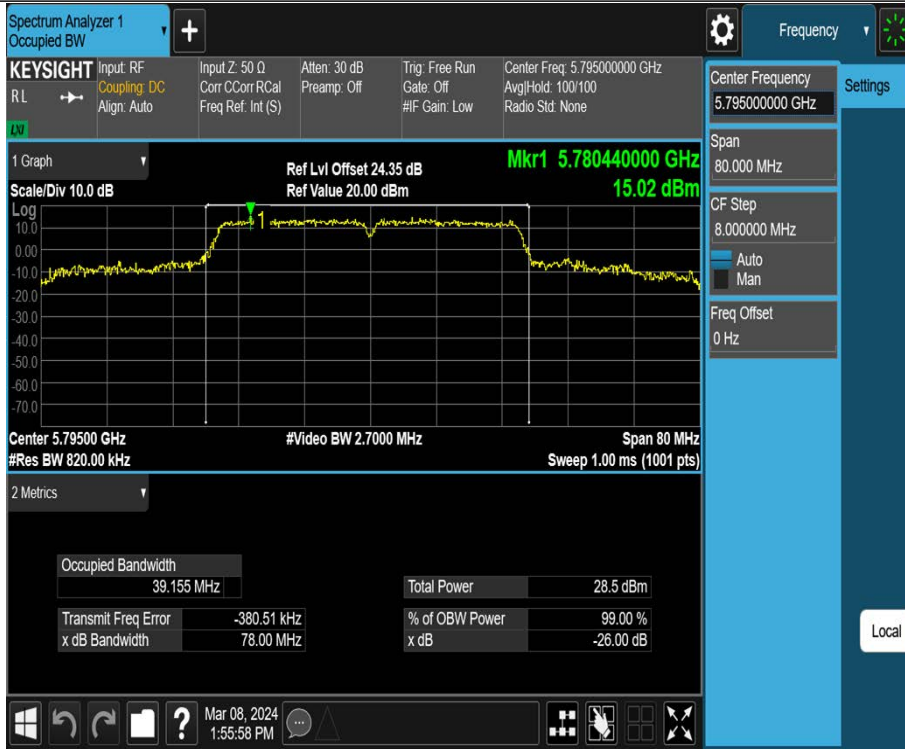 Spectrum Analyzer 1
Occupied BW
+
Frequency
KEYSIGHT
RL
LXI
Input: RF
Coupling: DC
Align: Auto
Input Z: 50 Ω
Corr CCorr RCal
Freq Ref: Int (S)
Atten: 30 dB
Preamp: Off
Trig: Free Run
Gate: Off
#IF Gain: Low
Center Freq: 5.795000000 GHz
Avg|Hold: 100/100
Radio Std: None
Center Frequency
5.795000000 GHz
Settings
Span
80.000 MHz
CF Step
8.000000 MHz
Auto
Man
Freq Offset
0 Hz
Local
1 Graph
Scale/Div 10.0 dB
Ref Lvl Offset 24.35 dB
Ref Value 20.00 dBm
Mkr1 5.780440000 GHz
15.02 dBm
Log
1
10.0
0.00
-10.0
-20.0
-30.0
-40.0
-50.0
-60.0
-70.0
Center 5.79500 GHz
#Res BW 820.00 kHz
#Video BW 2.7000 MHz
Span 80 MHz
Sweep 1.00 ms (1001 pts)
2 Metrics
Occupied Bandwidth
39.155 MHz
Total Power 28.5 dBm
Transmit Freq Error -380.51 kHz
% of OBW Power 99.00 %
x dB Bandwidth 78.00 MHz
x dB -26.00 dB
?
Mar 08, 2024
1:55:58 PM